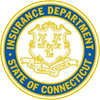 INSURANCE DEPARTMENT
STATE OF CONNECTICUT